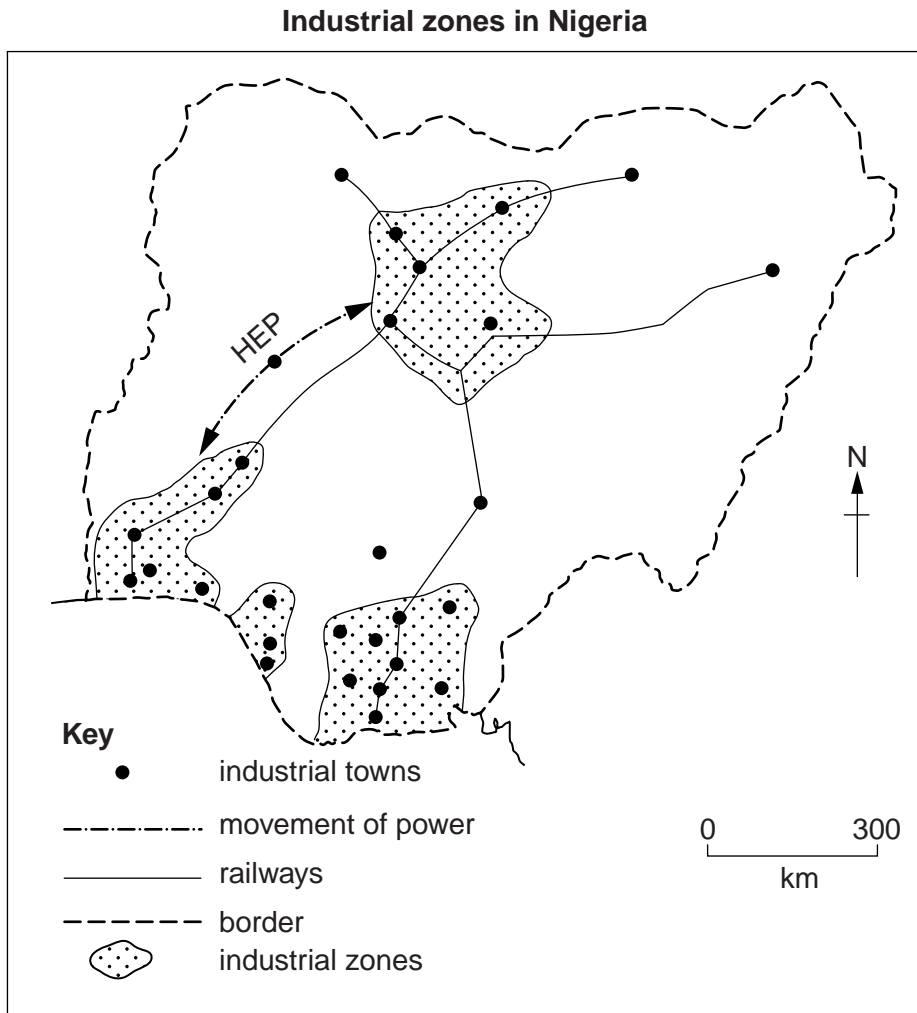 Industrial zones in Nigeria
HEP
N
Key
industrial towns
movement of power
railways
border
industrial zones
0 300
km